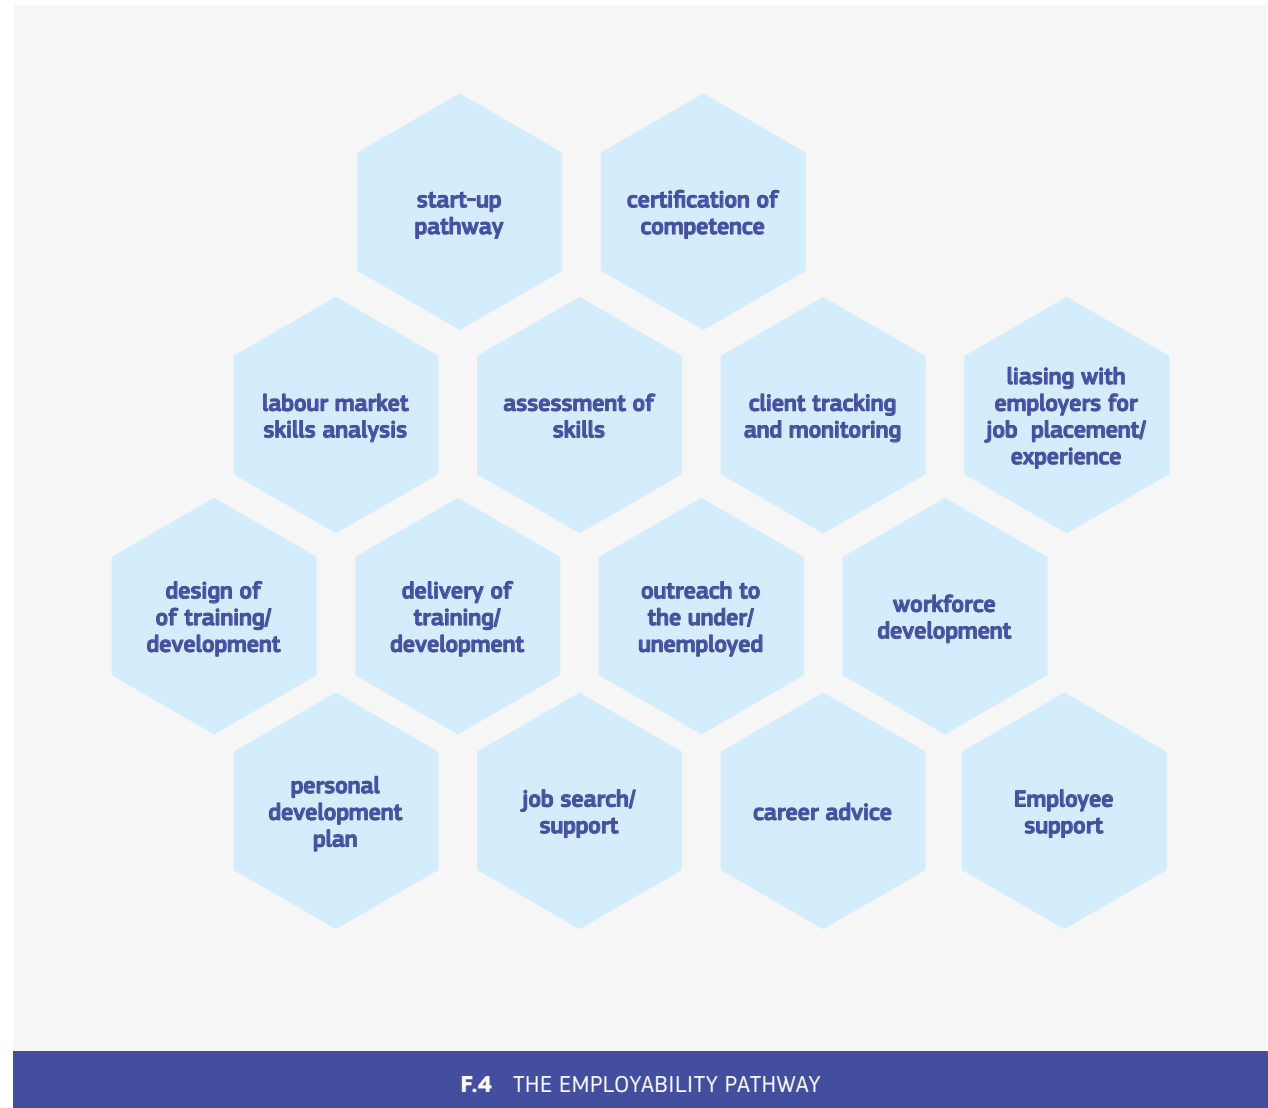 start-up
pathway
certification of
competence
labour market
skills analysis
assessment of
skills
client tracking
and monitoring
liasing with
employers for
job  placement/
experience
design of
of training/
development
delivery of
training/
development
outreach to
the under/
unemployed
workforce
development
personal
development
plan
job search/
support
career advice
Employee
support
F.4 THE EMPLOYABILITY PATHWAY